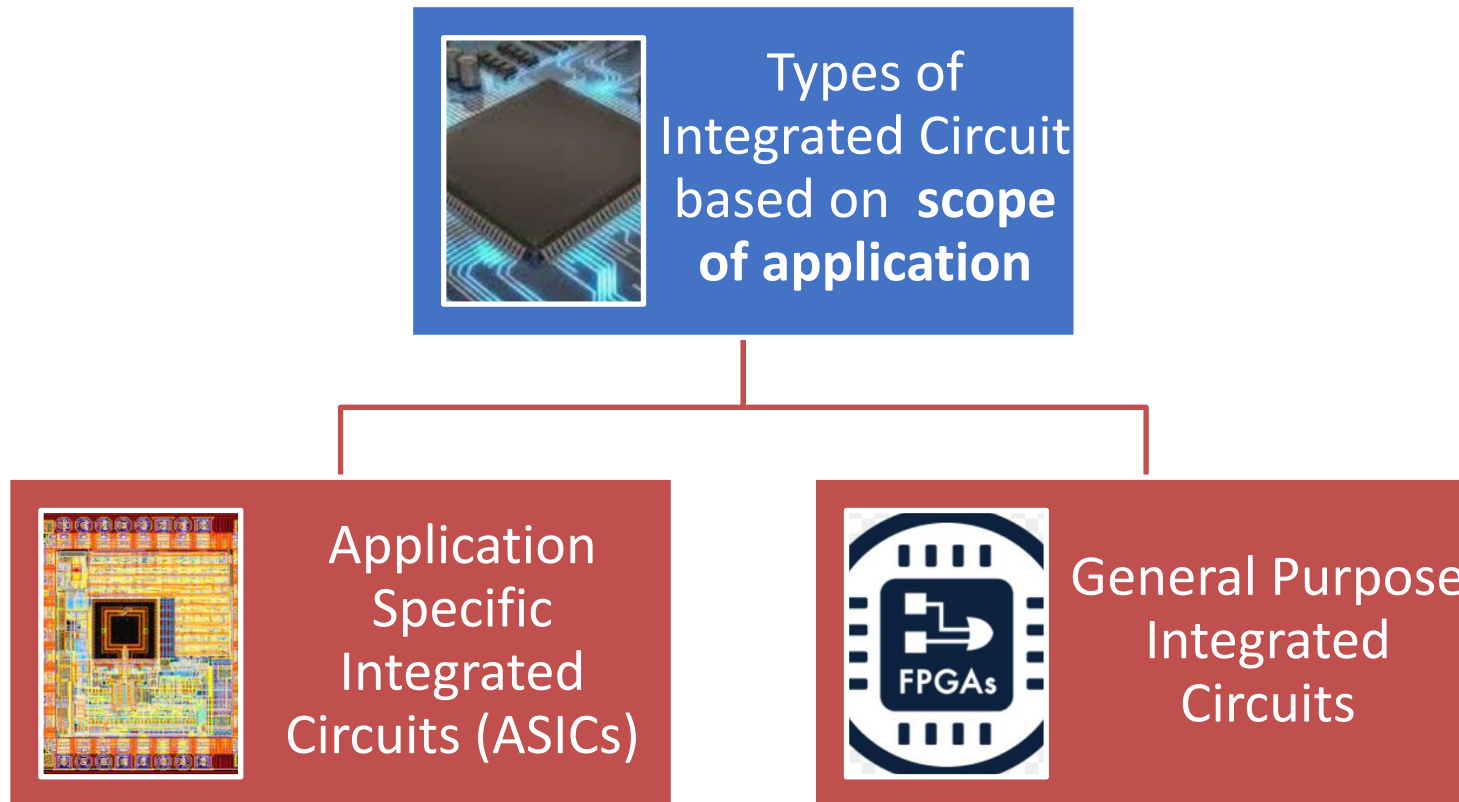 Types of
Integrated Circuit
based on scope
of application
Application
Specific
Integrated
Circuits (ASICs)
FPGAs
General Purpose
Integrated
Circuits